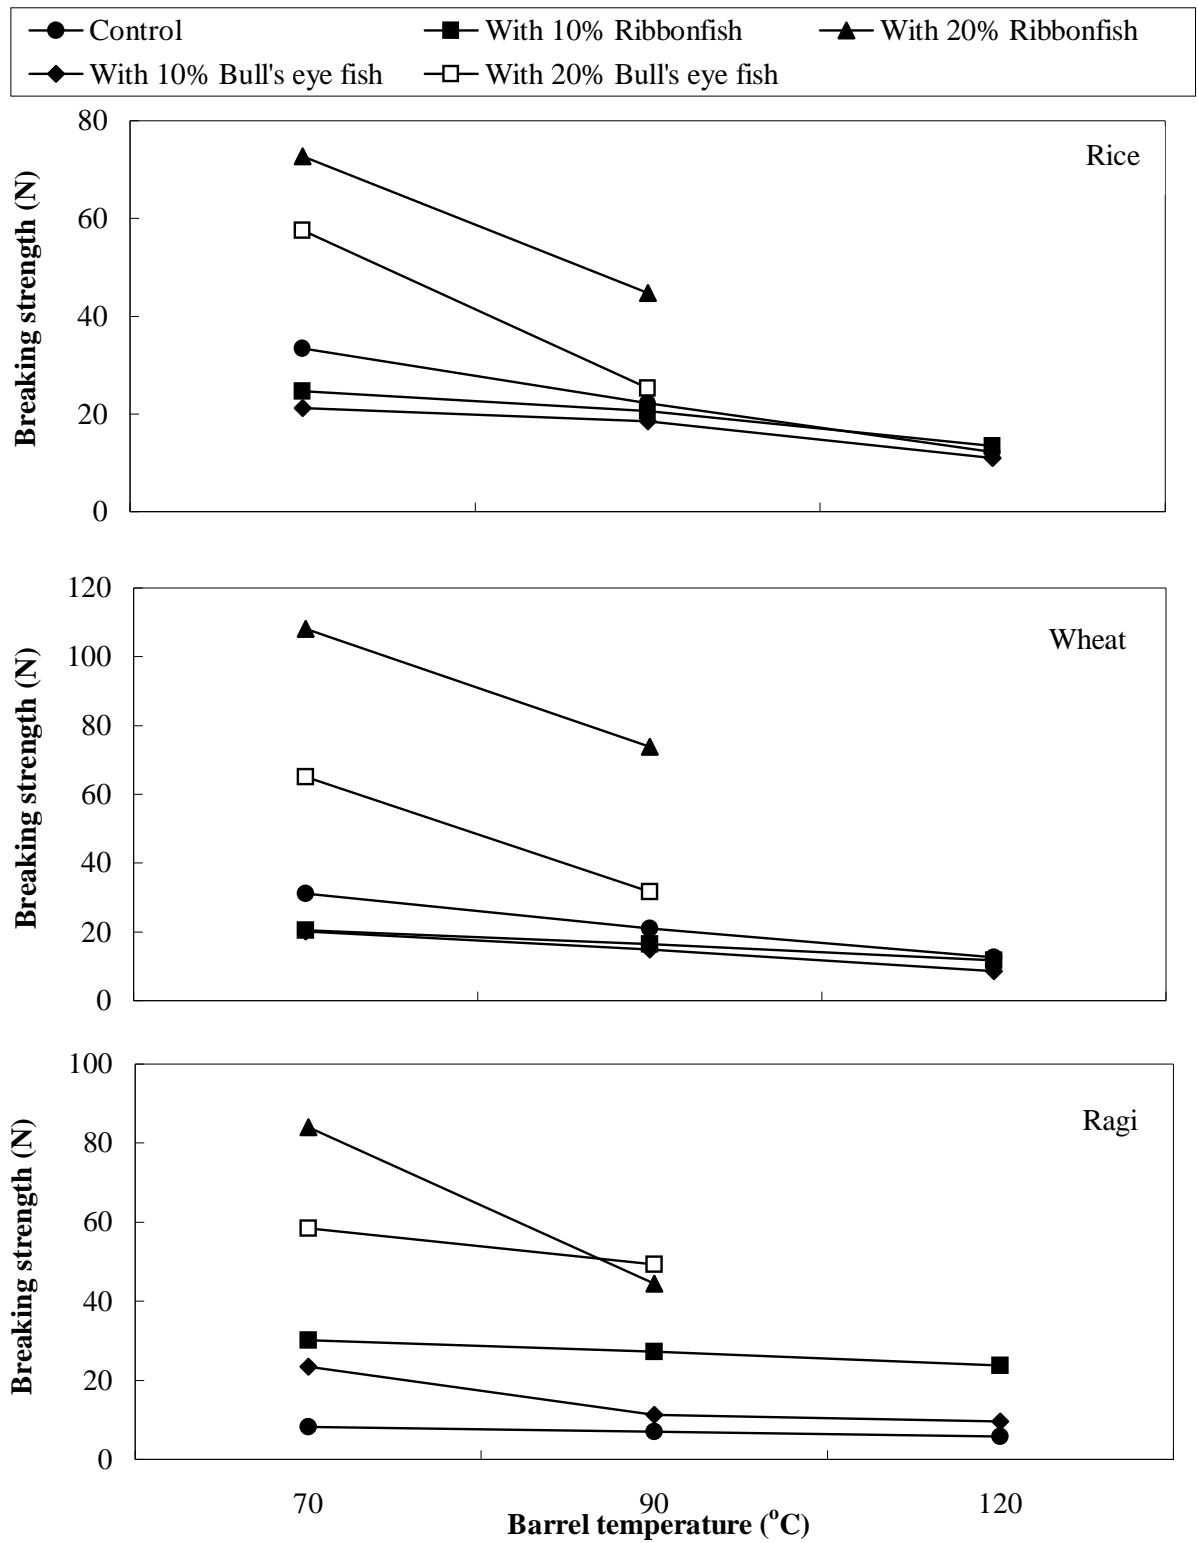 Control With 10% Ribbonfish With 20% Ribbonfish
With 10% Bull's eye fish With 20% Bull's eye fish
80
60
40
20
0
Breaking strength (N)
Rice
120
100
80
60
40
20
0
Breaking strength (N)
Wheat
100
80
60
40
20
0
Breaking strength (N)
Ragi
70 90 120
Barrel temperature (°C)